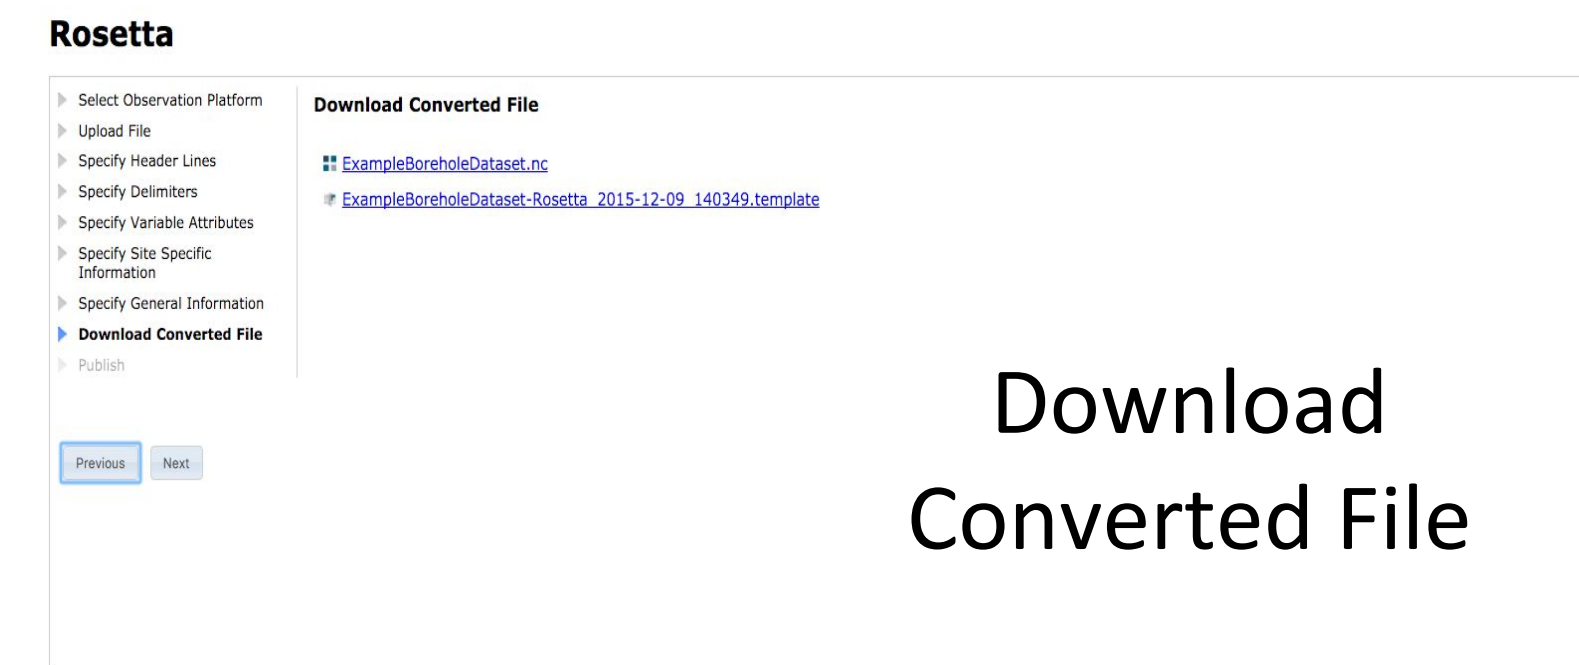 Rosetta
Select Observation Platform
Upload File
Specify Header Lines
Specify Delimiters
Specify Variable Attributes
Specify Site Specific
Information
Specify General Information
Download Converted File
Publish
Previous
Next
Download Converted File
ExampleBoreholeDataset.nc
ExampleBoreholeDataset-Rosetta_2015-12-09_140349.template
Download
Converted File